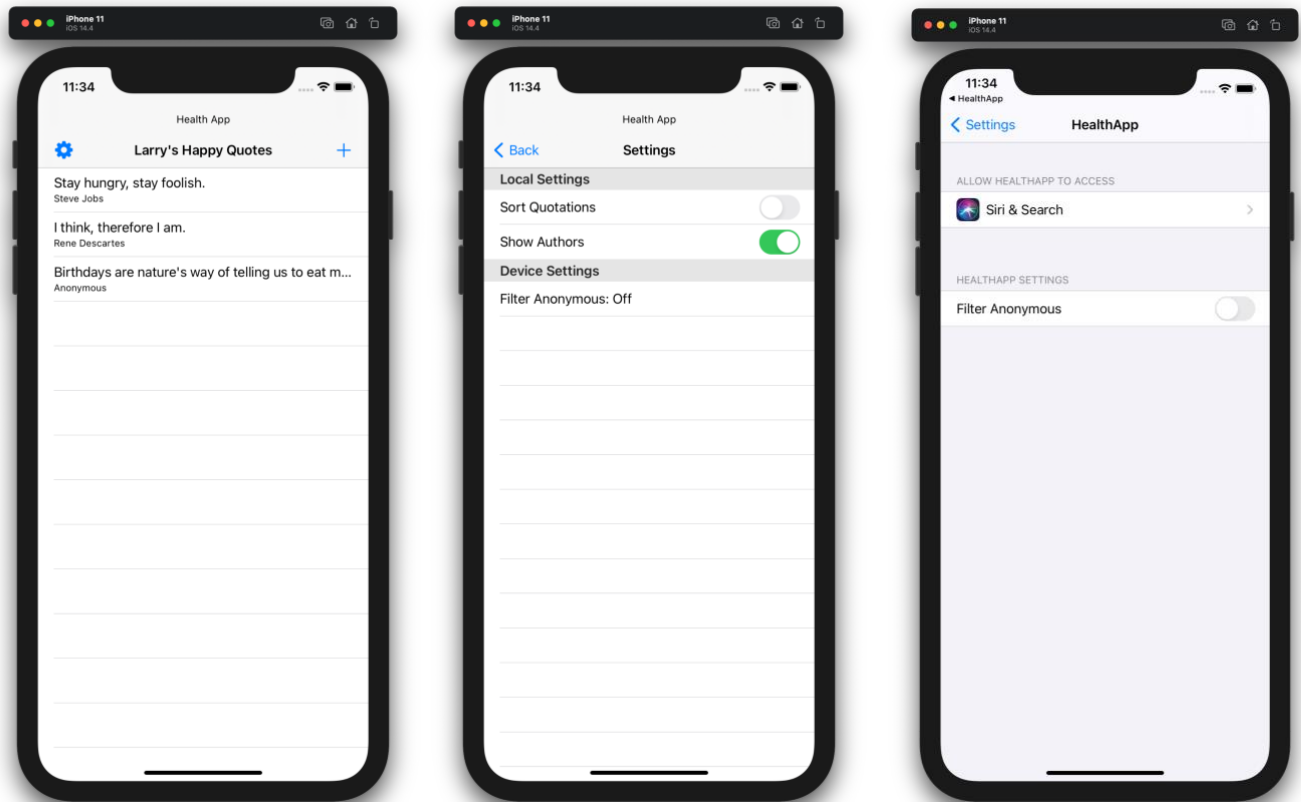 iPhone 11
iOS 14.4
11:34
Health App
Larry's Happy Quotes
Stay hungry, stay foolish.
Steve Jobs
I think, therefore I am.
Rene Descartes
Birthdays are nature's way of telling us to eat m...
Anonymous
iPhone 11
iOS 14.4
11:34
Health App
Back
Settings
Local Settings
Sort Quotations
Show Authors
Device Settings
Filter Anonymous: Off
iPhone 11
iOS 14.4
11:34
HealthApp
Settings
HealthApp
ALLOW HEALTHAPP TO ACCESS
Siri & Search
HEALTHAPP SETTINGS
Filter Anonymous